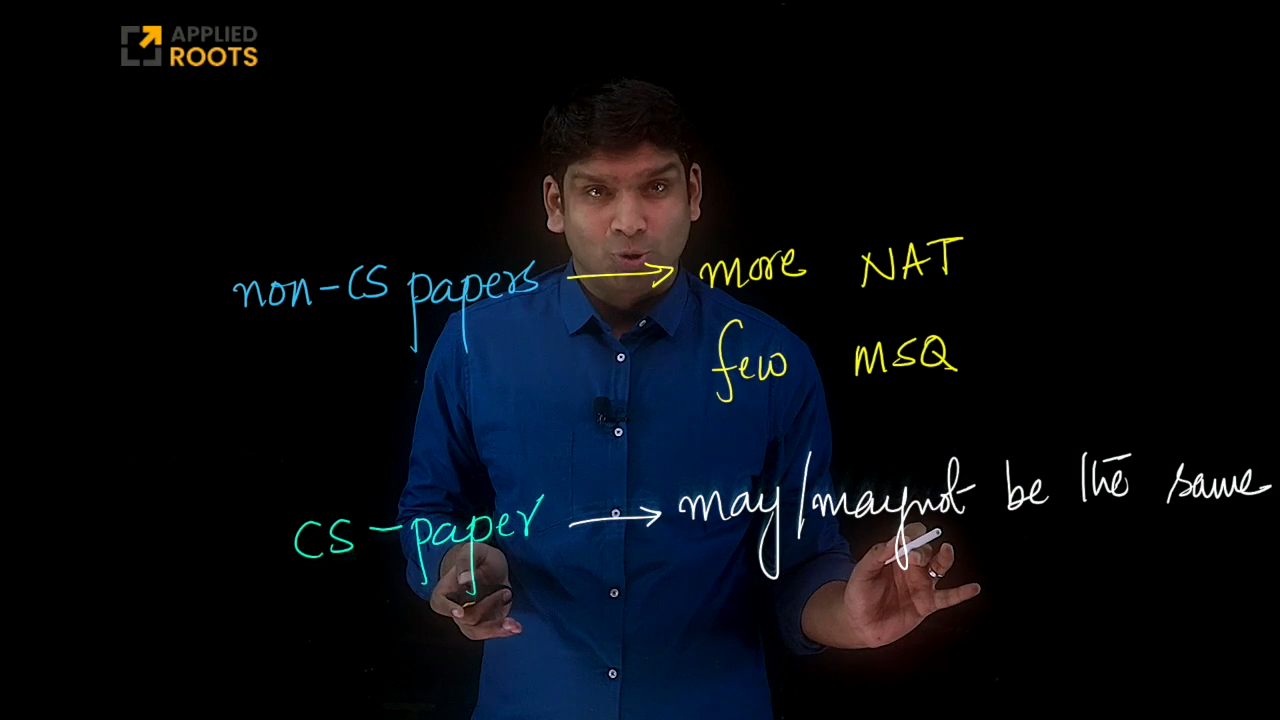 APPLIED
ROOTS
non-CS papers → more NAT
few MSQ
CS-paper → may/may not be the same